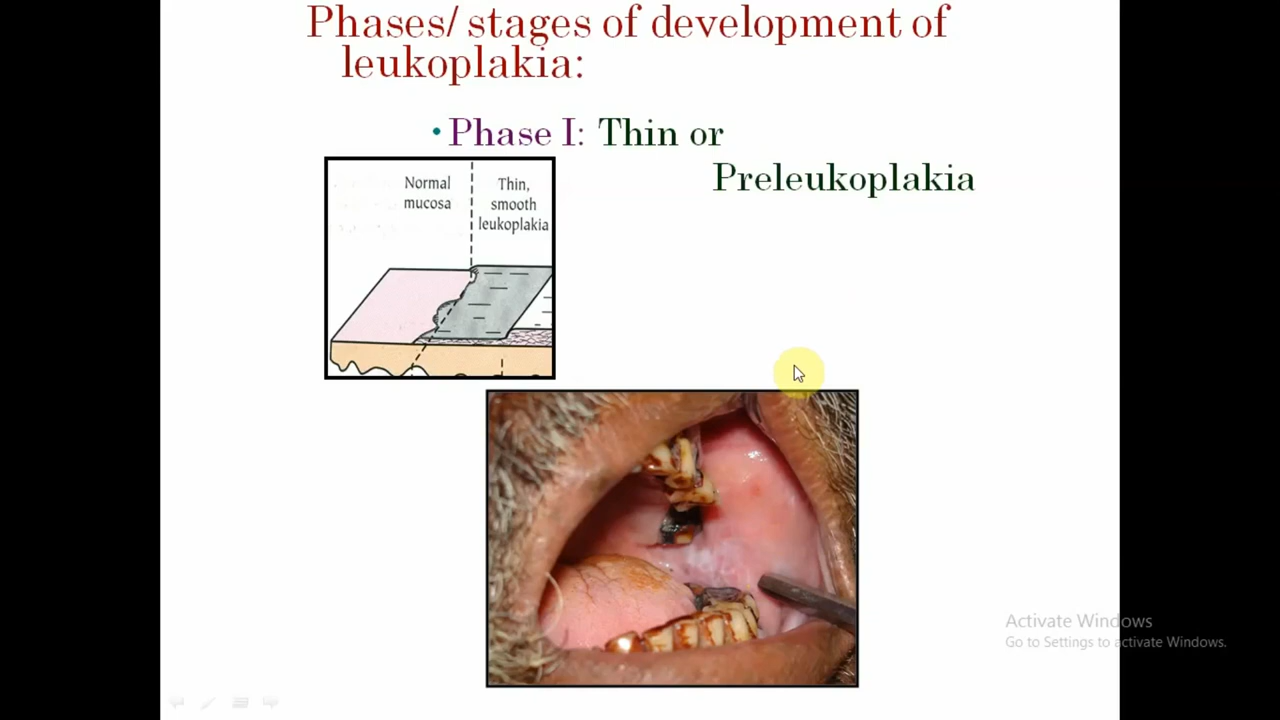 Phases/ stages of development of
leukoplakia:
• Phase I: Thin or
Preleukoplakia
Normal
mucosa
Thin,
smooth
leukoplakia
Activate Windows
Go to Settings to activate Windows.